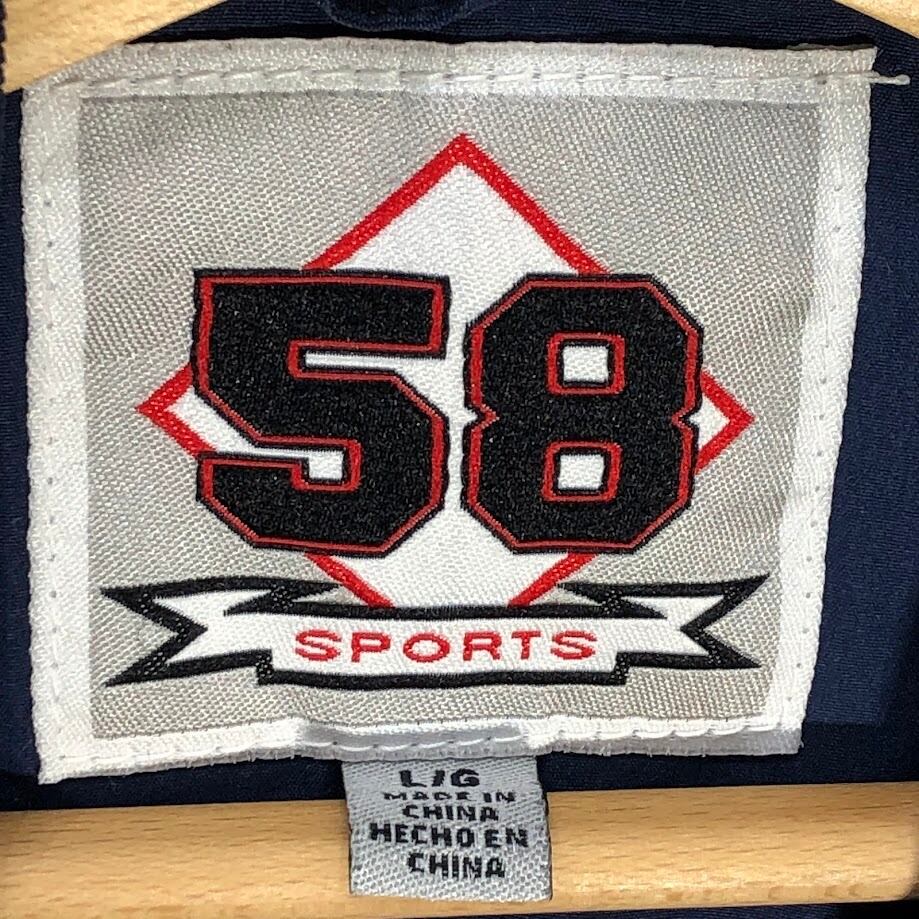 58
SPORTS
L/G
MADE IN
CHINA
HECHO EN
CHINA